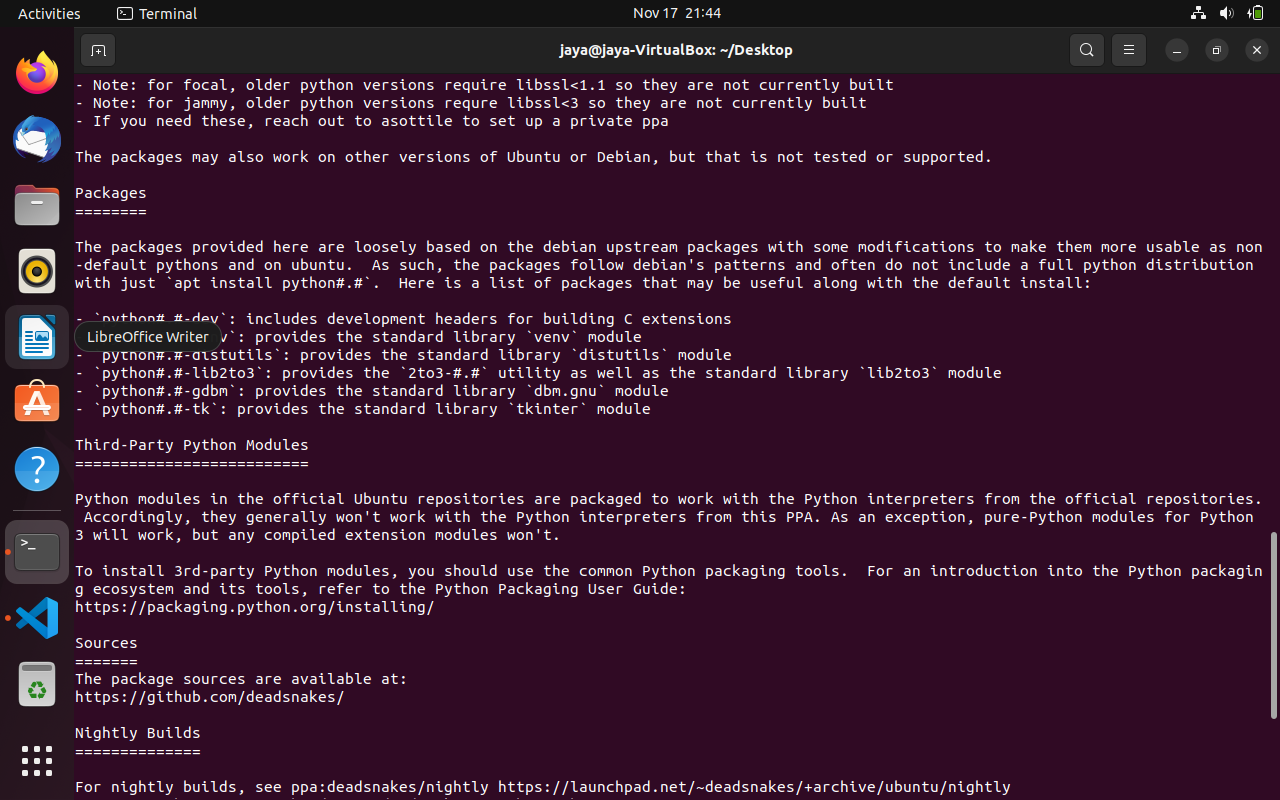 Activities
Terminal
Nov 17 21:44
jaya@jaya-VirtualBox: ~/Desktop
- Note: for focal, older python versions require libssl<1.1 so they are not currently built
- Note: for jammy, older python versions requre libssl<3 so they are not currently built
- If you need these, reach out to asottile to set up a private ppa
The packages may also work on other versions of Ubuntu or Debian, but that is not tested or supported.
Packages
========
The packages provided here are loosely based on the debian upstream packages with some modifications to make them more usable as non
-default pythons and on ubuntu.  As such, the packages follow debian's patterns and often do not include a full python distribution
with just `apt install python#.#`.  Here is a list of packages that may be useful along with the default install:
- `python#.#-dev`: includes development headers for building C extensions
LibreOffice Writer
v`: provides the standard library `venv` module
- `python#.#-distutils`: provides the standard library `distutils` module
- `python#.#-lib2to3`: provides the `2to3-#.#` utility as well as the standard library `lib2to3` module
- `python#.#-gdbm`: provides the standard library `dbm.gnu` module
- `python#.#-tk`: provides the standard library `tkinter` module
Third-Party Python Modules
==========================
Python modules in the official Ubuntu repositories are packaged to work with the Python interpreters from the official repositories.
 Accordingly, they generally won't work with the Python interpreters from this PPA. As an exception, pure-Python modules for Python
3 will work, but any compiled extension modules won't.
To install 3rd-party Python modules, you should use the common Python packaging tools.  For an introduction into the Python packagin
g ecosystem and its tools, refer to the Python Packaging User Guide:
https://packaging.python.org/installing/
Sources
=======
The package sources are available at:
https://github.com/deadsnakes/
Nightly Builds
==============
For nightly builds, see ppa:deadsnakes/nightly https://launchpad.net/~deadsnakes/+archive/ubuntu/nightly